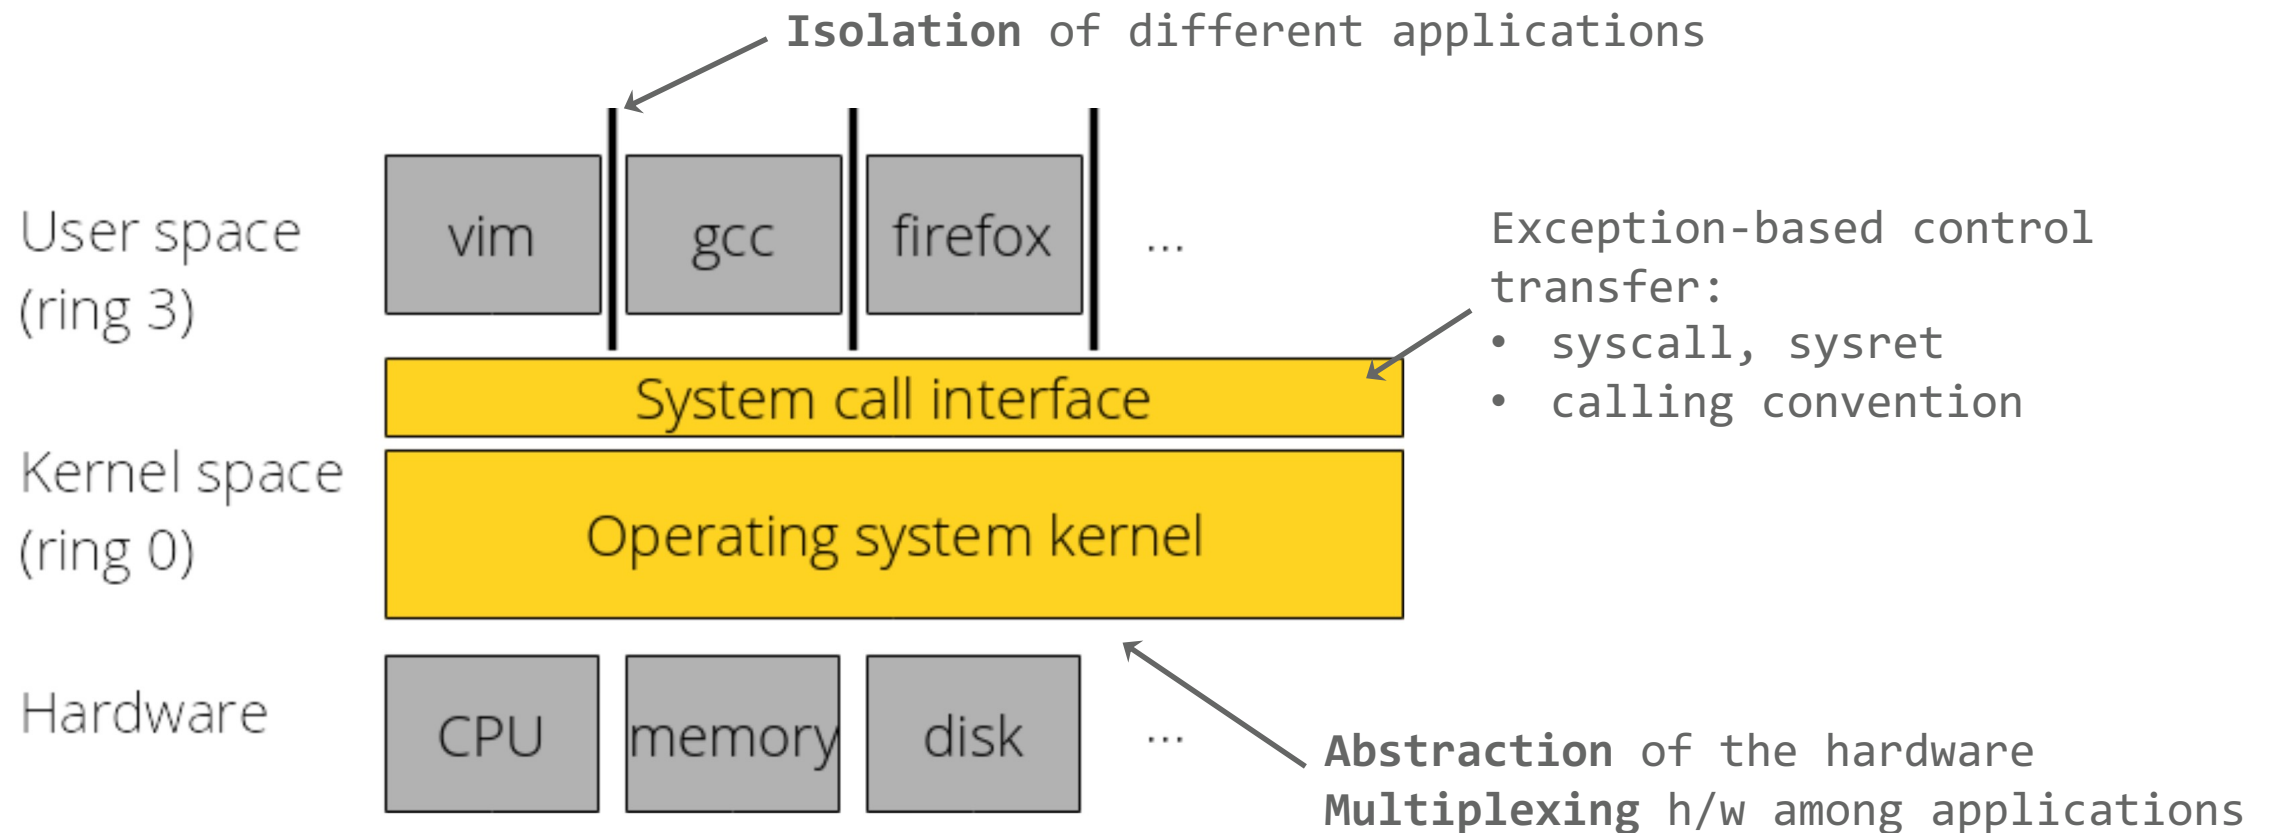 Isolation of different applications
User space
(ring 3)
vim
gcc
firefox
...
Exception-based control
transfer:
• syscall, sysret
• calling convention
System call interface
Kernel space
(ring 0)
Operating system kernel
Hardware
CPU
memory
disk
...
Abstraction of the hardware
Multiplexing h/w among applications